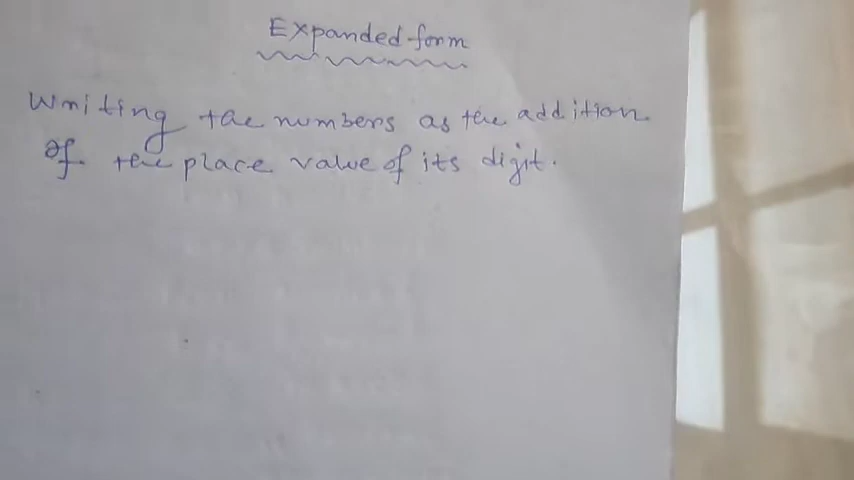 Expanded form
Writing the numbers as the addition
of the place value of its digit.